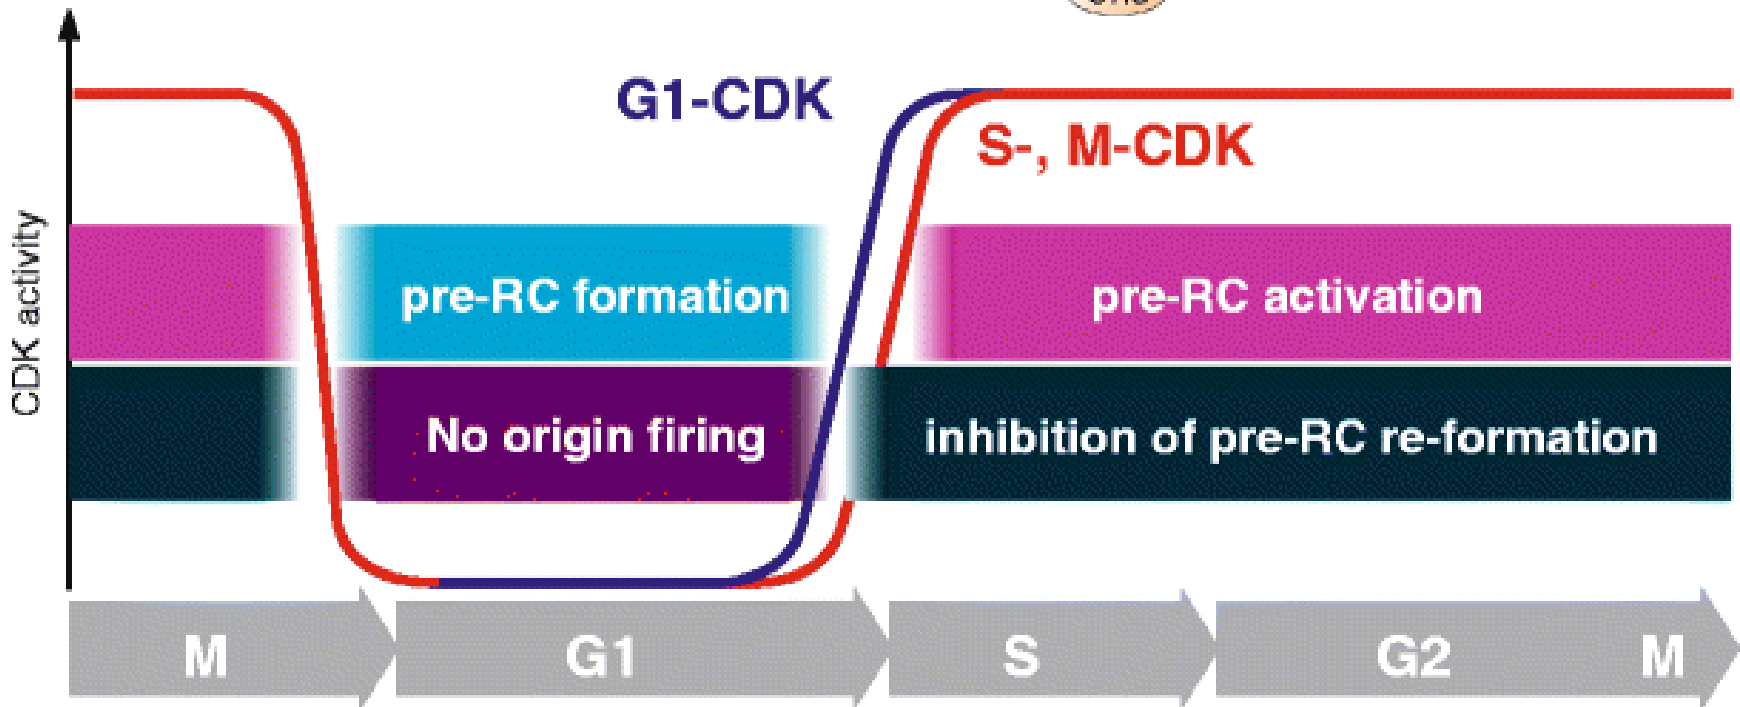 G1-CDK
S-, M-CDK
CDK activity
pre-RC formation
pre-RC activation
No origin firing
inhibition of pre-RC re-formation
M
G1
S
G2
M